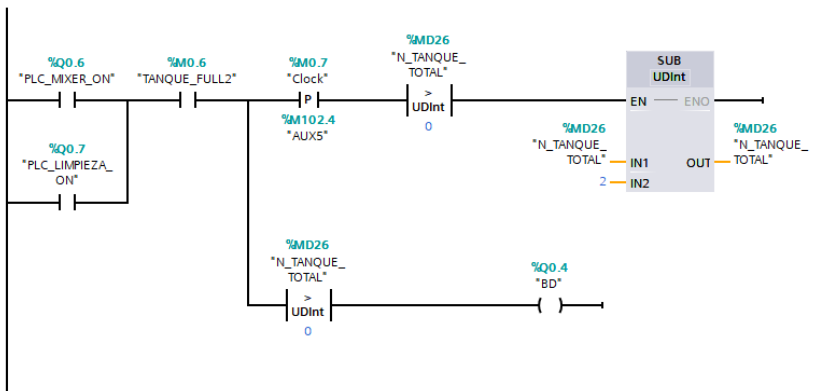 %Q0.6
"PLC_MIXER_ON"
%M0.6
"TANQUE_FULL2"
%M0.7
"Clock"
P
%M102.4
"AUX5"
%MD26
"N_TANQUE_
TOTAL"
>
UDInt
0
SUB
UDInt
EN
ENO
%MD26
"N_TANQUE_
TOTAL"
IN1
2
IN2
OUT
%MD26
"N_TANQUE_
TOTAL"
%Q0.7
"PLC_LIMPIEZA_
ON"
%MD26
"N_TANQUE_
TOTAL"
>
UDInt
0
%Q0.4
"BD"